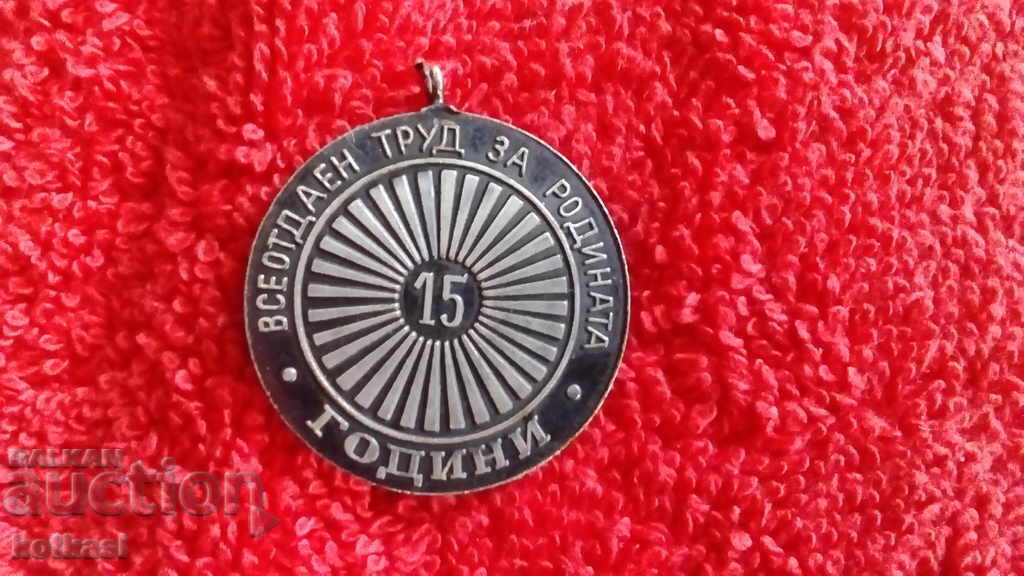 ВСЕОТДАЕН ТРУД ЗА РОДИНАТА
15
• ГОДИНИ •
BALKAN
auction
kotkasl